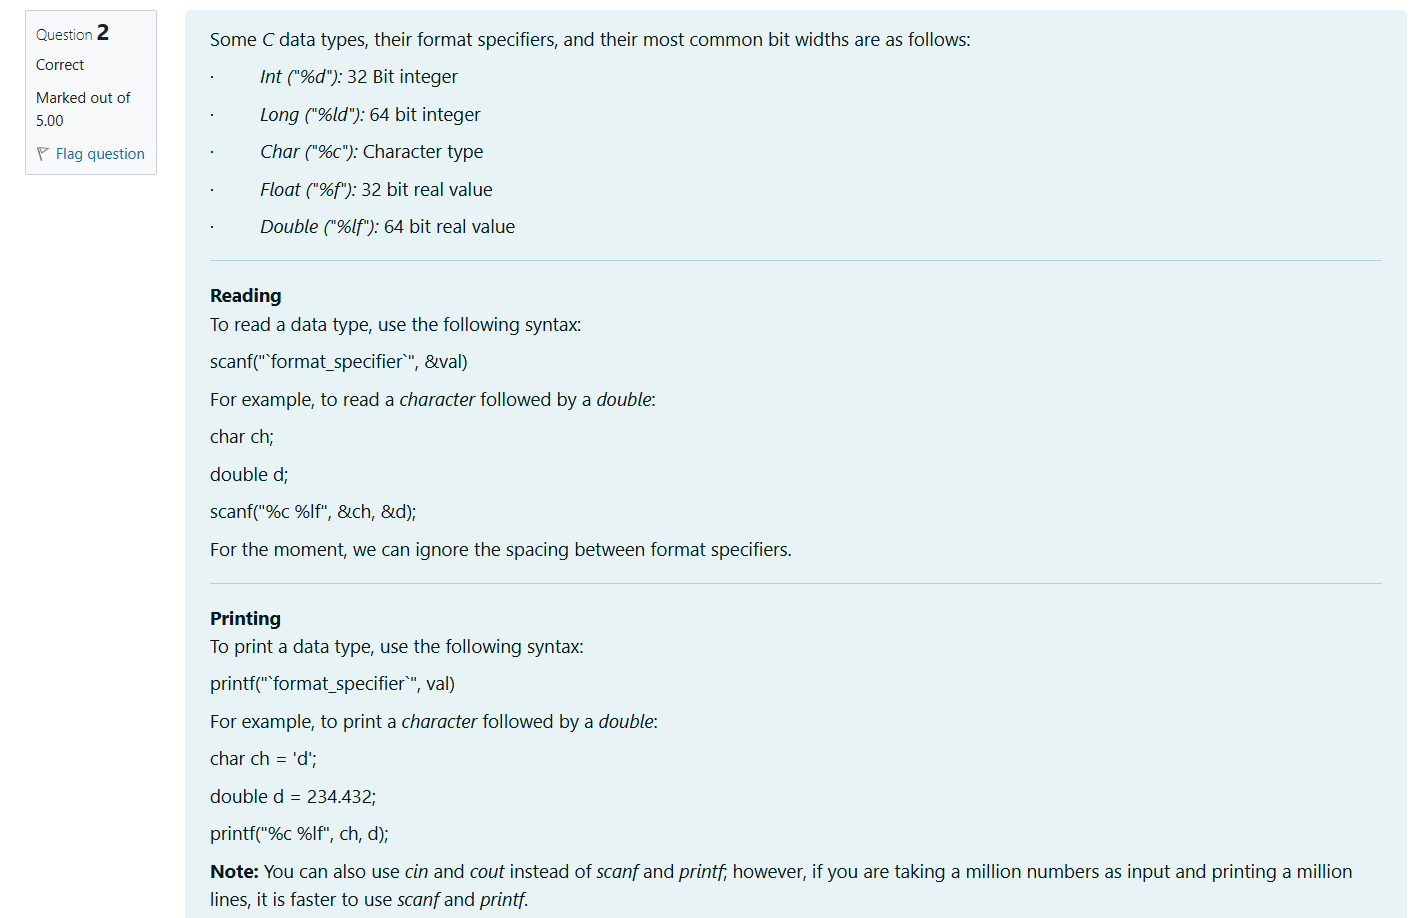 Question 2
Correct
Marked out of
5.00
Flag question
Some C data types, their format specifiers, and their most common bit widths are as follows:
· Int ("%d"): 32 Bit integer
· Long ("%ld"): 64 bit integer
· Char ("%c"): Character type
· Float ("%f"): 32 bit real value
· Double ("%lf"): 64 bit real value
Reading
To read a data type, use the following syntax:
scanf("`format_specifier`", &val)
For example, to read a character followed by a double:
char ch;
double d;
scanf("%c %lf", &ch, &d);
For the moment, we can ignore the spacing between format specifiers.
Printing
To print a data type, use the following syntax:
printf("`format_specifier`", val)
For example, to print a character followed by a double:
char ch = 'd';
double d = 234.432;
printf("%c %lf", ch, d);
Note: You can also use cin and cout instead of scanf and printf; however, if you are taking a million numbers as input and printing a million
lines, it is faster to use scanf and printf.